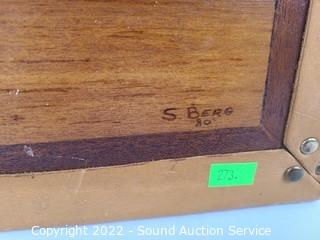 S BERG
80
273.
Copyright 2022 - Sound Auction Service